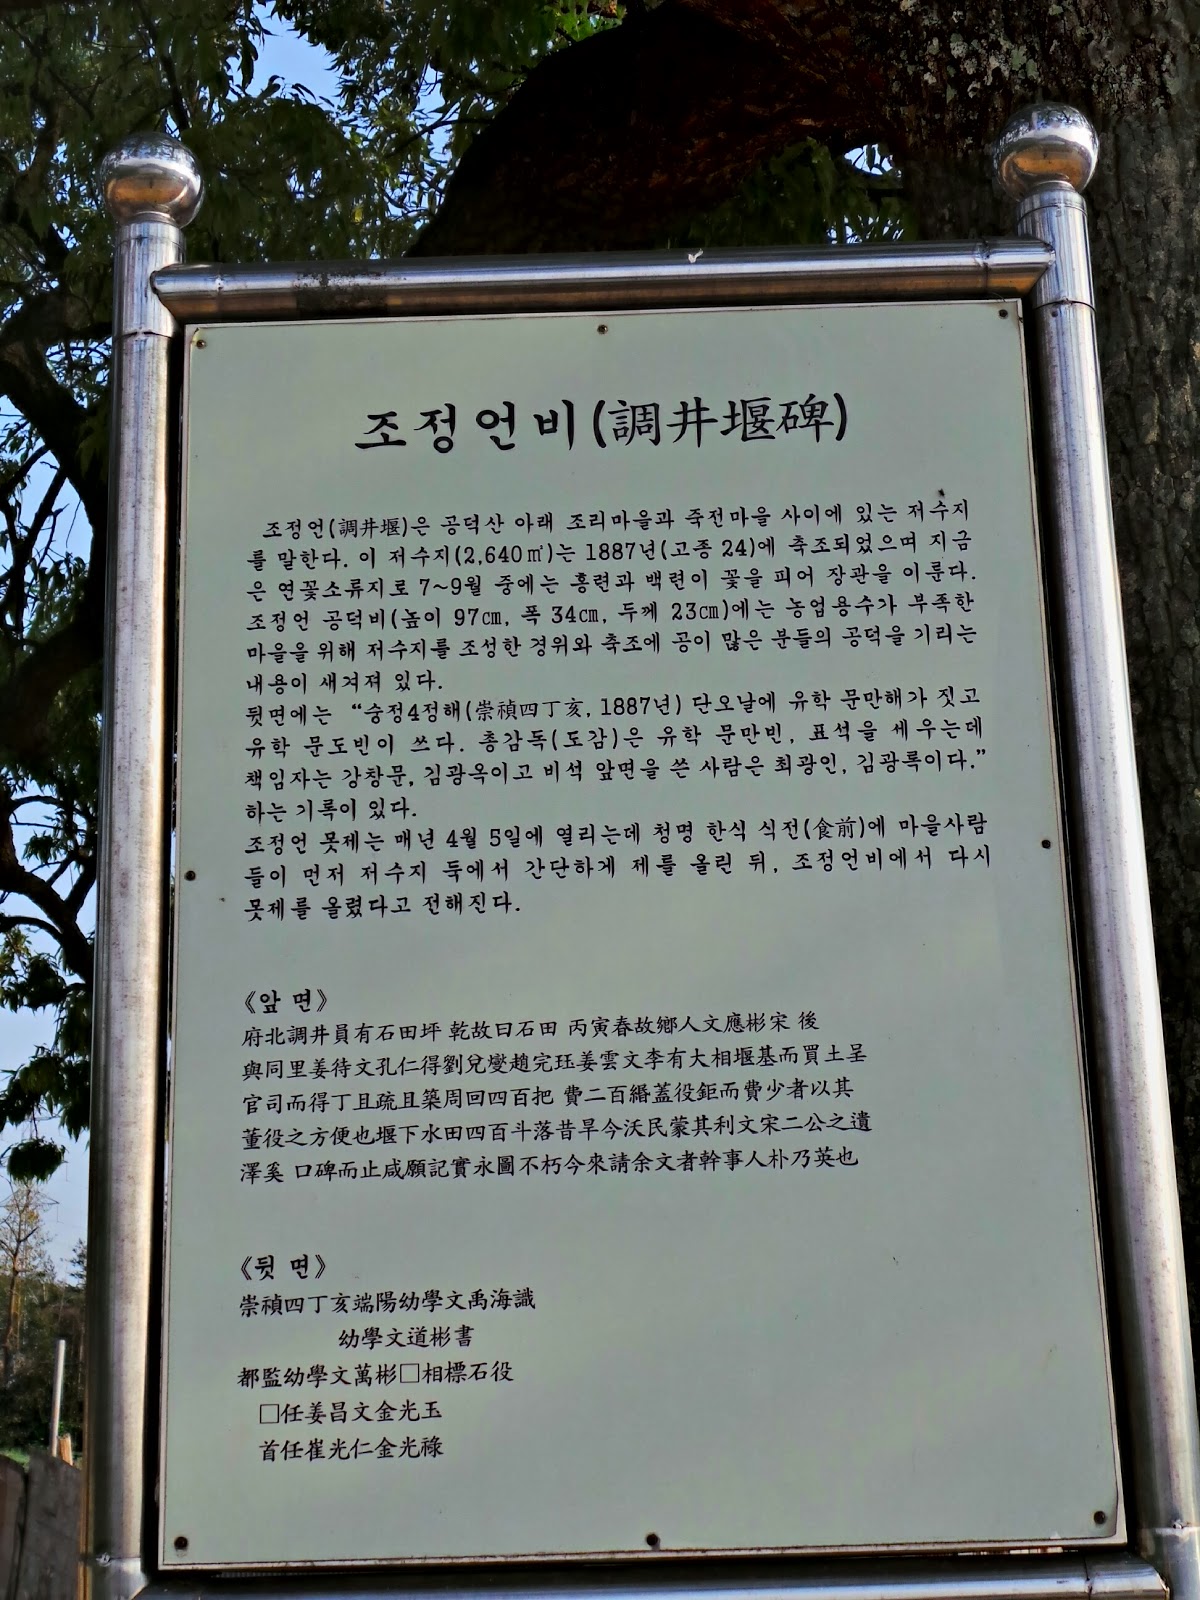 조정언비(調井堰碑)
조정언(調井堰)은 공덕산 아래 조리마을과 죽전마을 사이에 있는 저수지
를 말한다. 이 저수지(2,640㎡)는 1887년(고종 24)에 축조되었으며 지금
은 연꽃소류지로 7~9월 중에는 홍련과 백련이 꽃을 피어 장관을 이룬다.
조정언 공덕비(높이 97㎝, 폭 34㎝, 두께 23㎝)에는 농업용수가 부족한
마을을 위해 저수지를 조성한 경위와 축조에 공이 많은 분들의 공덕을 기리는
내용이 새겨져 있다.
뒷면에는 “숭정4정해(崇禎四丁亥, 1887년) 단오날에 유학 문만해가 짓고
유학 문도빈이 쓰다. 총감독(도감)은 유학 문만빈, 표석을 세우는데
책임자는 강창문, 김광옥이고 비석 앞면을 쓴 사람은 최광인, 김광록이다.”
하는 기록이 있다.
조정언 못제는 매년 4월 5일에 열리는데 청명 한식 식전(食前)에 마을사람
들이 먼저 저수지 둑에서 간단하게 제를 올린 뒤, 조정언비에서 다시
못제를 올렸다고 전해진다.
《앞 면》
府北調井員有石田坪 乾故曰石田 丙寅春故鄕人文應彬宋 後
與同里姜待文孔仁得劉兌燮趙完珏姜雲文李有大相堰基而買土呈
官司而得丁且疏且築周回四百把 費二百緡蓋役鉅而費少者以其
董役之方便也堰下水田四百斗落昔旱今沃民蒙其利文宋二公之遺
澤奚 口碑而止咸願記實永圖不朽今來請余文者幹事人朴乃英也
《뒷 면》
崇禎四丁亥端陽幼學文禹海識
幼學文道彬書
都監幼學文萬彬□相標石役
□任姜昌文金光玉
首任崔光仁金光祿